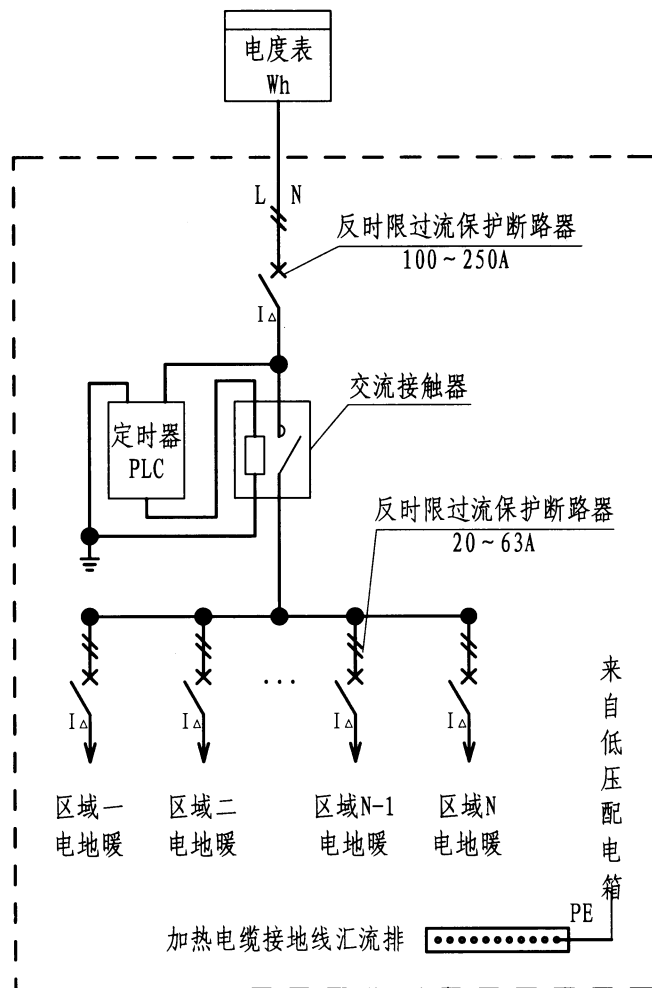 电度表
Wh
L N
反时限过流保护断路器
100~250A
I△
交流接触器
定时器
PLC
反时限过流保护断路器
20~63A
...
I△ I△ I△ I△
区域一 区域二 区域N-1 区域N
电地暖 电地暖 电地暖 电地暖
来自低压配电箱
PE
加热电缆接地线汇流排